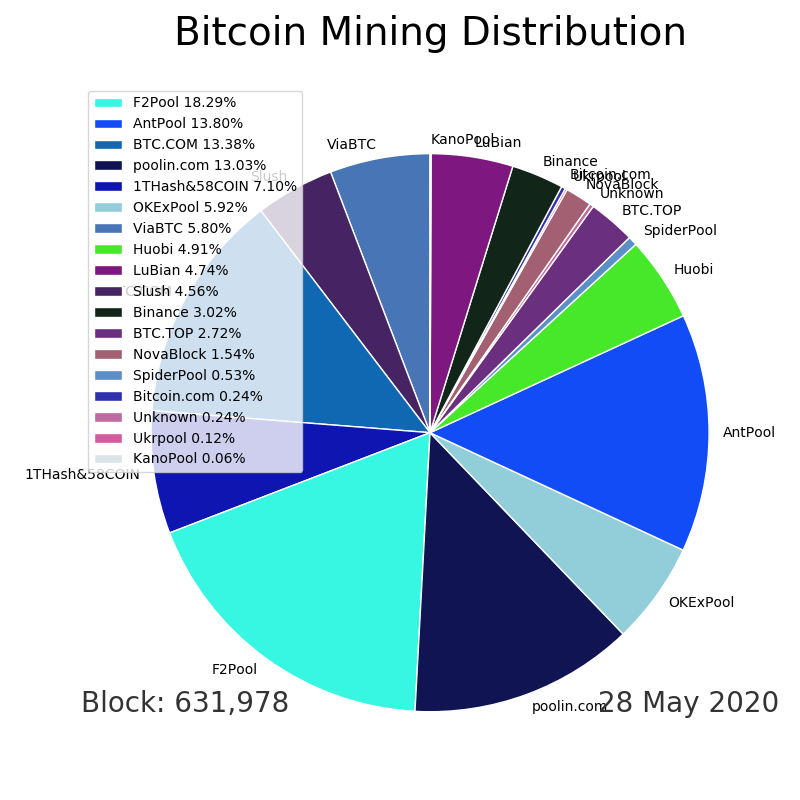 Bitcoin Mining Distribution
F2Pool 18.29%
AntPool 13.80%
BTC.COM 13.38%
poolin.com 13.03%
1THash&58COIN 7.10%
OKExPool 5.92%
ViaBTC 5.80%
Huobi 4.91%
LuBian 4.74%
Slush 4.56%
Binance 3.02%
BTC.TOP 2.72%
NovaBlock 1.54%
SpiderPool 0.53%
Bitcoin.com 0.24%
Unknown 0.24%
Ukrpool 0.12%
KanoPool 0.06%
KanoPool
LuBian
ViaBTC
Binance
Bitcoin.com
Ukrpool
Slush
NovaBlock
Unknown
BTC.TOP
SpiderPool
Huobi
AntPool
1THash&58COIN
OKExPool
F2Pool
poolin.com
Block: 631,978
28 May 2020